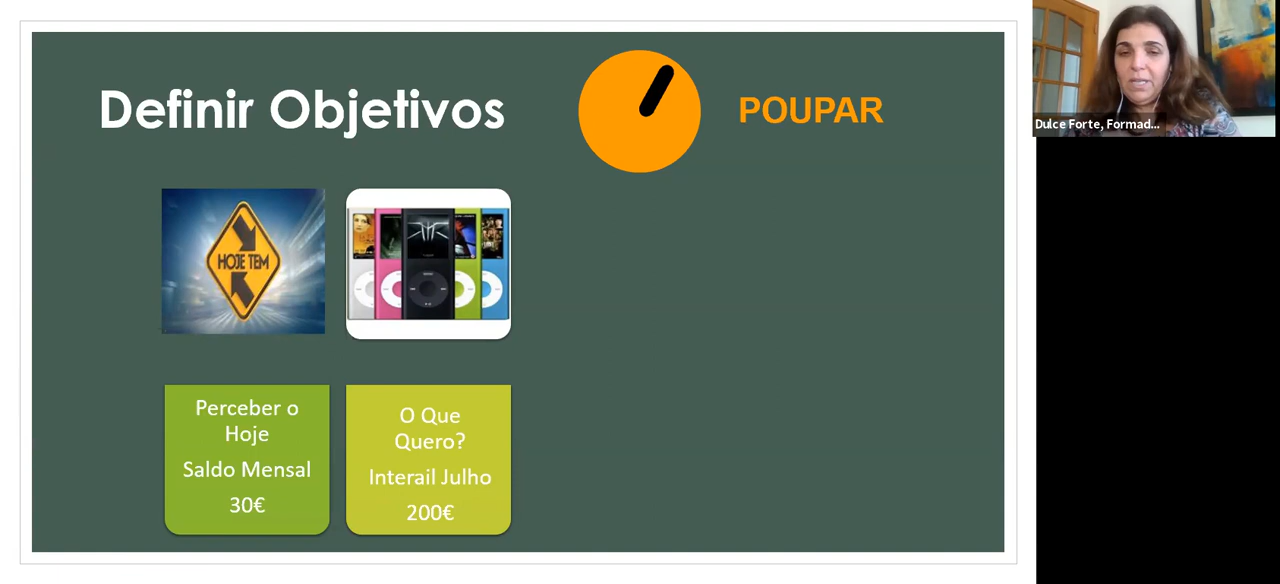 Definir Objetivos
POUPAR
Dulce Forte, Formad...
HOJE TEM
Perceber o
Hoje
Saldo Mensal
30€
O Que
Quero?
Interail Julho
200€